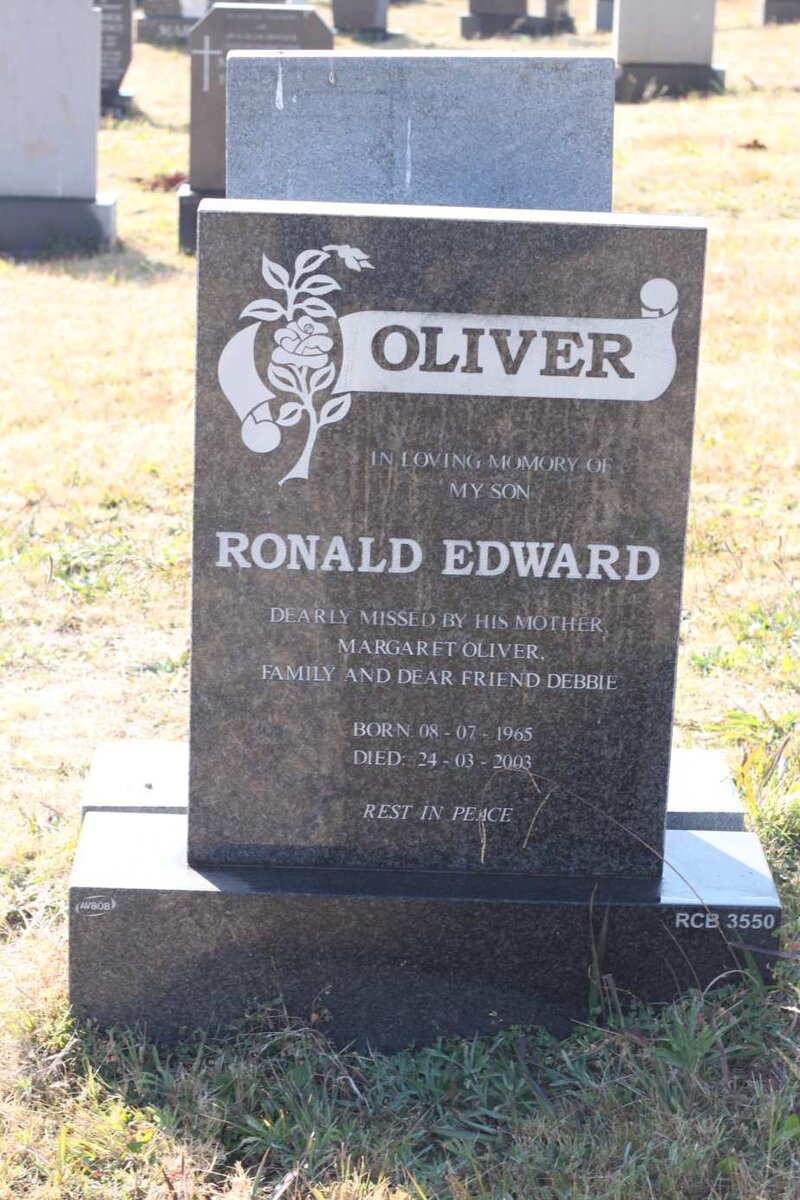 OLIVER
IN LOVING MOMORY OF
MY SON
RONALD EDWARD
DEARLY MISSED BY HIS MOTHER,
MARGARET OLIVER,
FAMILY AND DEAR FRIEND DEBBIE
BORN 08 - 07 - 1965
DIED: 24 - 03 - 2003
REST IN PEACE
AVBOB
RCB 3550